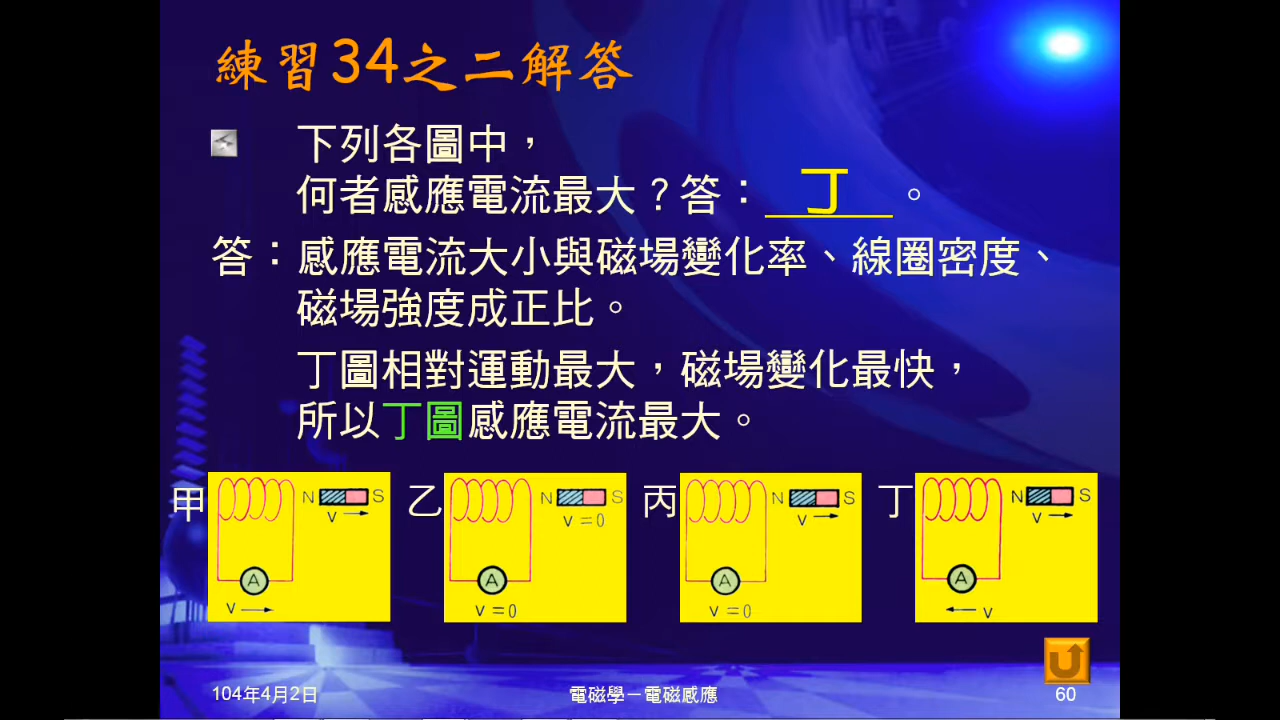 練習34之二解答
下列各圖中，
何者感應電流最大？答：丁。
答：感應電流大小與磁場變化率、線圈密度、
磁場強度成正比。
丁圖相對運動最大，磁場變化最快，
所以丁圖感應電流最大。
甲 N S V A V
乙 N S V=0 A V=0
丙 N S V A V=0
丁 N S V A V
104年4月2日
電磁學－電磁感應
60